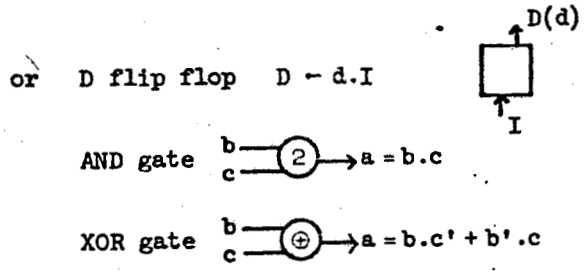 D(d)
or D flip flop D ← d.I
I
AND gate b c 2 a = b.c
XOR gate b c ⊕ a = b.c' + b'.c